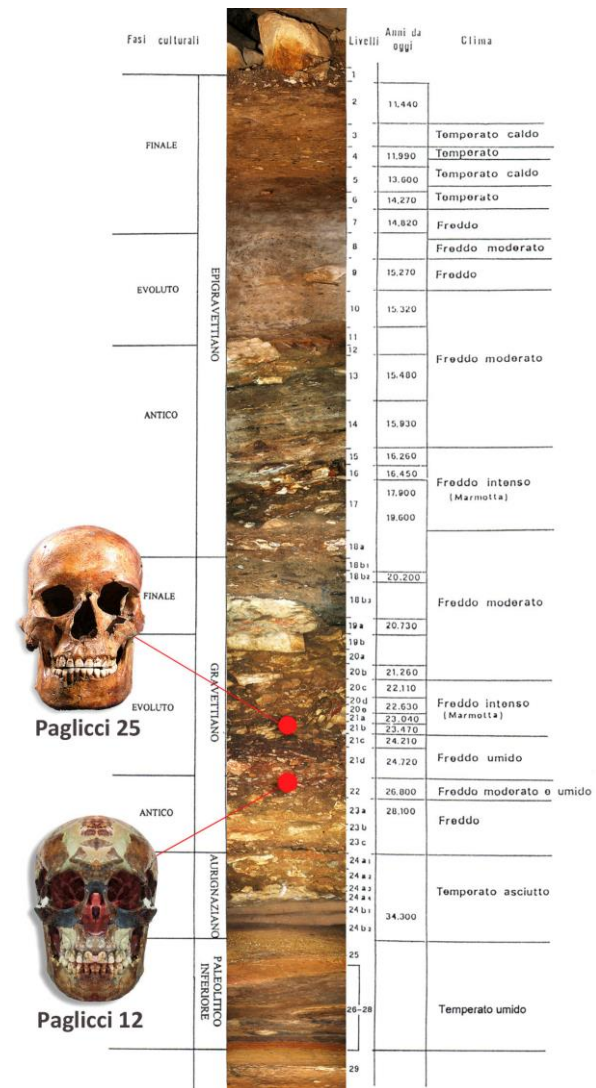 Fasi culturali
Livelli
Anni da
oggi
Clima
1
2
11,440
FINALE
3
Temperato caldo
4
11,990
Temperato
5
13.600
Temperato caldo
6
14,270
Temperato
7
14,820
Freddo
8
Freddo moderato
EPIGRAVETTIANO
EVOLUTO
9
15,270
Freddo
10
15.320
11
12
Freddo moderato
13
15.480
ANTICO
14
15,930
15
16,260
16
16,450
Freddo intenso
(Marmotta)
17
17,900
19,600
18a
18b1
FINALE
18b2
20.200
Freddo moderato
18b3
19a
20.730
19b
20a
20b
21,260
GRAVETTIANO
20c
22,110
EVOLUTO
20d
20e
22.630
Freddo intenso
(Marmotta)
21a
23,040
21b
23.470
Paglicci 25
21c
24.210
Freddo umido
21d
24.720
22
26.800
Freddo moderato e umido
ANTICO
23a
28,100
23b
Freddo
23c
AURIGNAZIANO
24a1
24a2
24a3
24a4
Temperato asciutto
24b1
34.300
24b2
PALEOLITICO
INFERIORE
25
26-28
Temperato umido
Paglicci 12
29